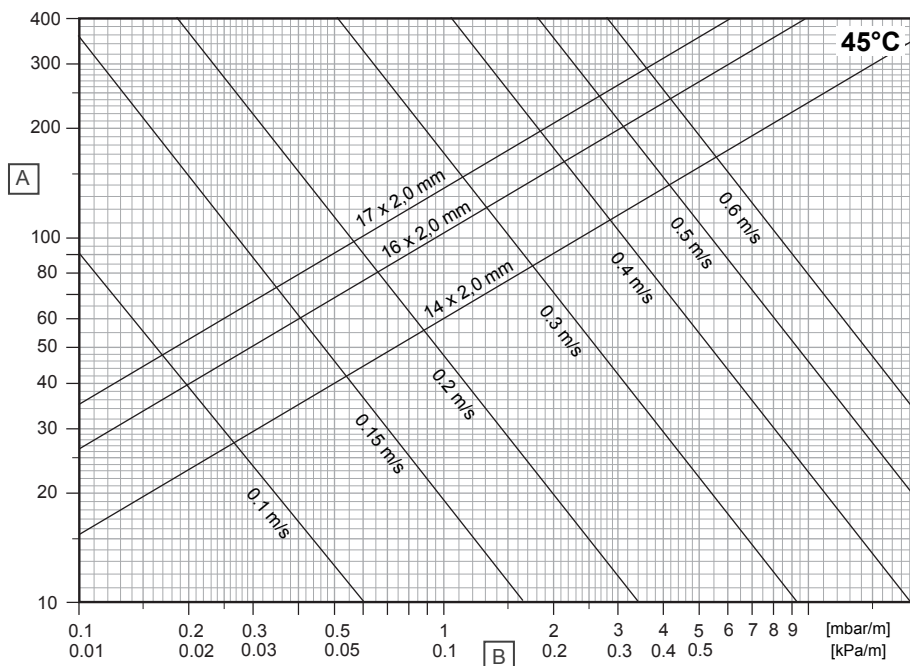 400
45°C
300
200
A
17 x 2,0 mm
16 x 2,0 mm
14 x 2,0 mm
0.6 m/s
0.5 m/s
0.4 m/s
0.3 m/s
0.2 m/s
0.15 m/s
0.1 m/s
100
80
60
50
40
30
20
10
0.1 0.2 0.3 0.5 1 2 3 4 5 6 7 8 9 [mbar/m]
0.01 0.02 0.03 0.05 0.1 0.2 0.3 0.4 0.5 [kPa/m]
B